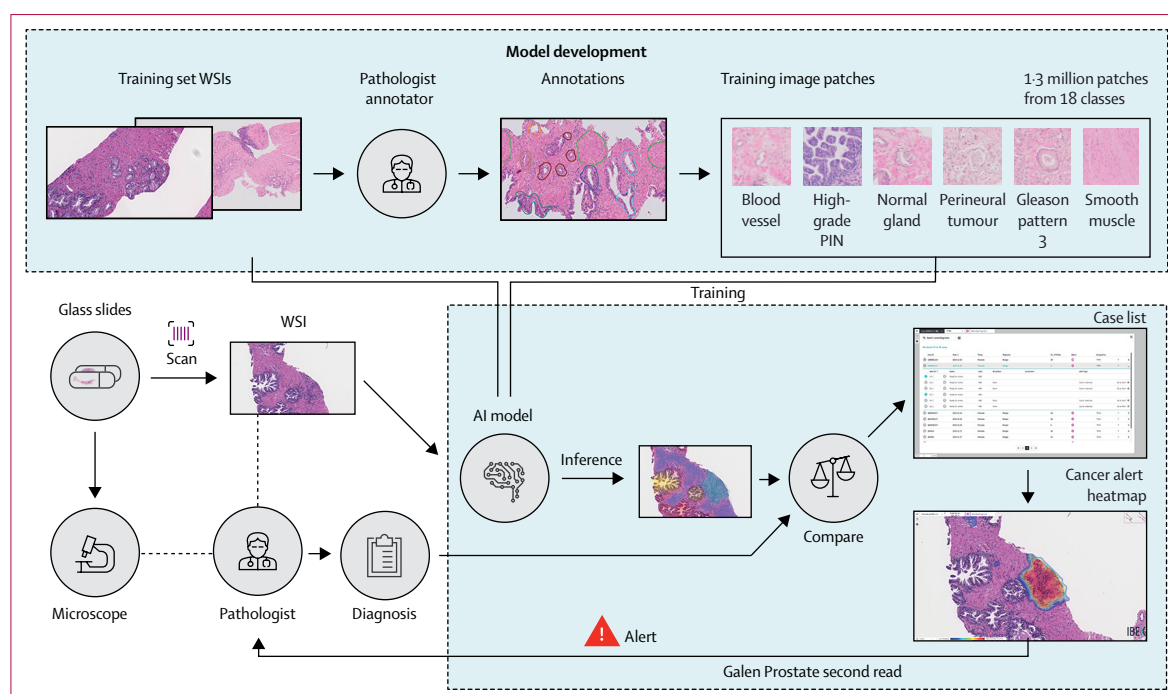 Model development
Training set WSIs
Pathologist
annotator
Annotations
Training image patches
1·3 million patches
from 18 classes
Blood
vessel
High-
grade
PIN
Normal
gland
Perineural
tumour
Gleason
pattern
3
Smooth
muscle
Training
Glass slides
Scan
WSI
Case list
AI model
Inference
Compare
Cancer alert
heatmap
Microscope
Pathologist
Diagnosis
Alert
Galen Prostate second read